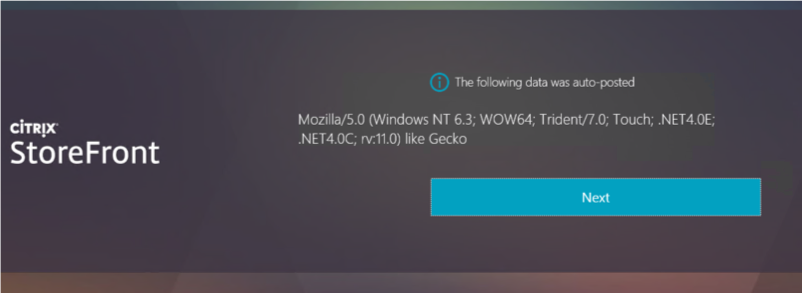 The following data was auto-posted
CITRIX
StoreFront
Mozilla/5.0 (Windows NT 6.3; WOW64; Trident/7.0; Touch; .NET4.0E;
.NET4.0C; rv:11.0) like Gecko
Next